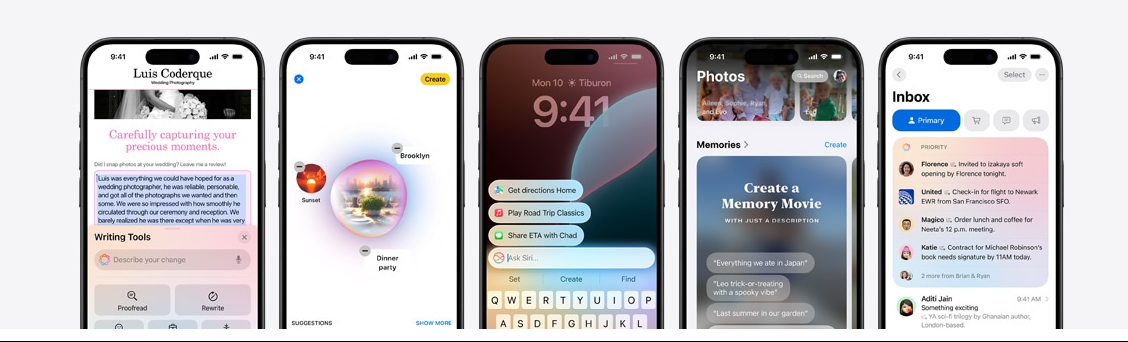 9:41
Luis Coderque
Wedding Photography
Carefully capturing your
precious moments.
Did I snap photos at your wedding? Leave me a review!
Luis was everything we could have hoped for as a
wedding photographer, he was reliable, personable,
and got all of the photographs we wanted and then
some. We were so impressed with how smoothly he
circulated through our ceremony and reception. We
barely realized he was there except when he was very
Writing Tools
Describe your change
Proofread
Rewrite
9:41
Create
Brooklyn
Sunset
Dinner
party
SUGGESTIONS
SHOW MORE
Mon 10 Tiburon
9:41
Get directions Home
Play Road Trip Classics
Share ETA with Chad
Ask Siri...
Set
Create
Find
Q W E R T Y U I O P
A S D F G H J K L
9:41
Photos
Search
Aileen, Sophie, Ryan,
and Evo
Memories
Create
Create a
Memory Movie
WITH JUST A DESCRIPTION
"Everything we ate in Japan"
"Leo trick-or-treating
with a spooky vibe"
"Last summer in our garden"
9:41
Select
Inbox
Primary
PRIORITY
Florence Invited to izakaya soft
opening by Florence tonight.
United Check-in for flight to Newark
EWR from San Francisco SFO.
Magico Order lunch and coffee for
Neeta's 12 p.m. meeting.
Katie Contract for Michael Robinson's
book needs signature by 11AM today.
2 more from Brian & Ryan
Aditi Jain
9:41 AM
Something exciting
YA sci-fi trilogy by Ghanaian author,
London-based.